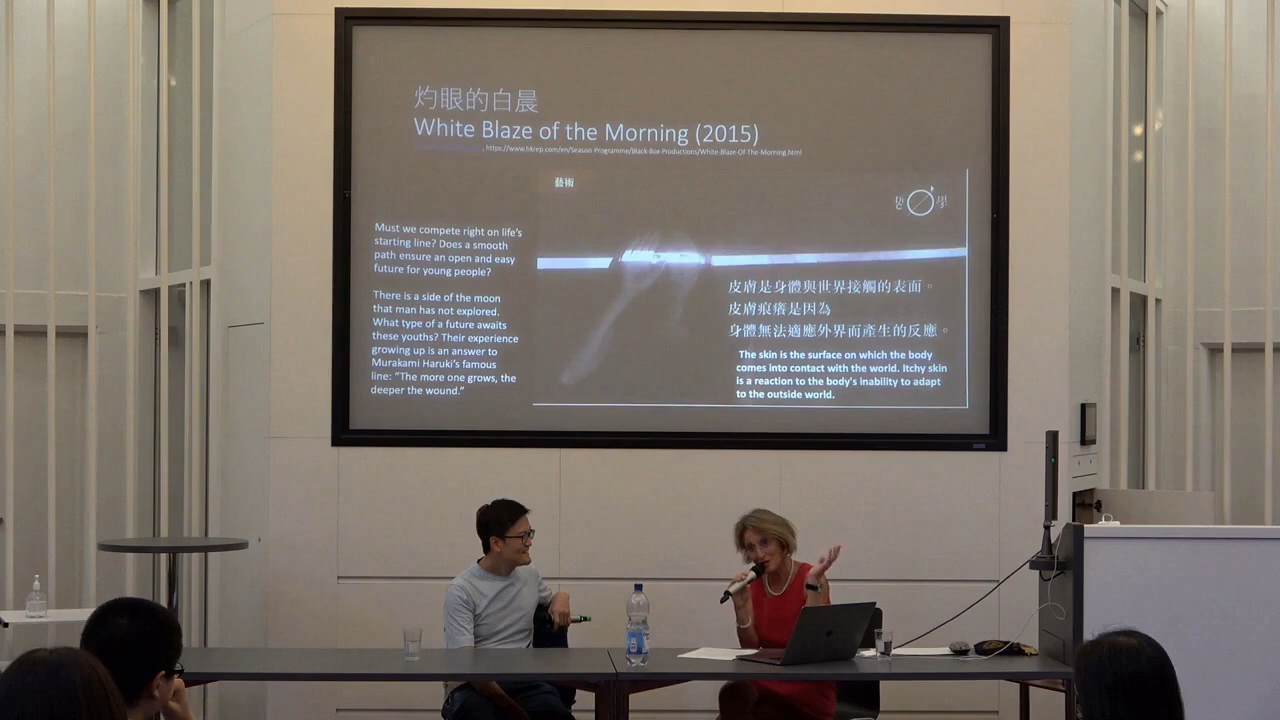 灼眼的白晨
White Blaze of the Morning (2015)
, https://www.hkrep.com/en/Season-Programme/Black-Box-Productions/White-Blaze-Of-The-Morning.html
藝術
Must we compete right on life's
starting line? Does a smooth
path ensure an open and easy
future for young people?
There is a side of the moon
that man has not explored.
What type of a future awaits
these youths? Their experience
growing up is an answer to
Murakami Haruki's famous
line: “The more one grows, the
deeper the wound.”
皮膚是身體與世界接觸的表面。
皮膚痕癢是因為
身體無法適應外界而產生的反應。
The skin is the surface on which the body
comes into contact with the world. Itchy skin
is a reaction to the body's inability to adapt
to the outside world.